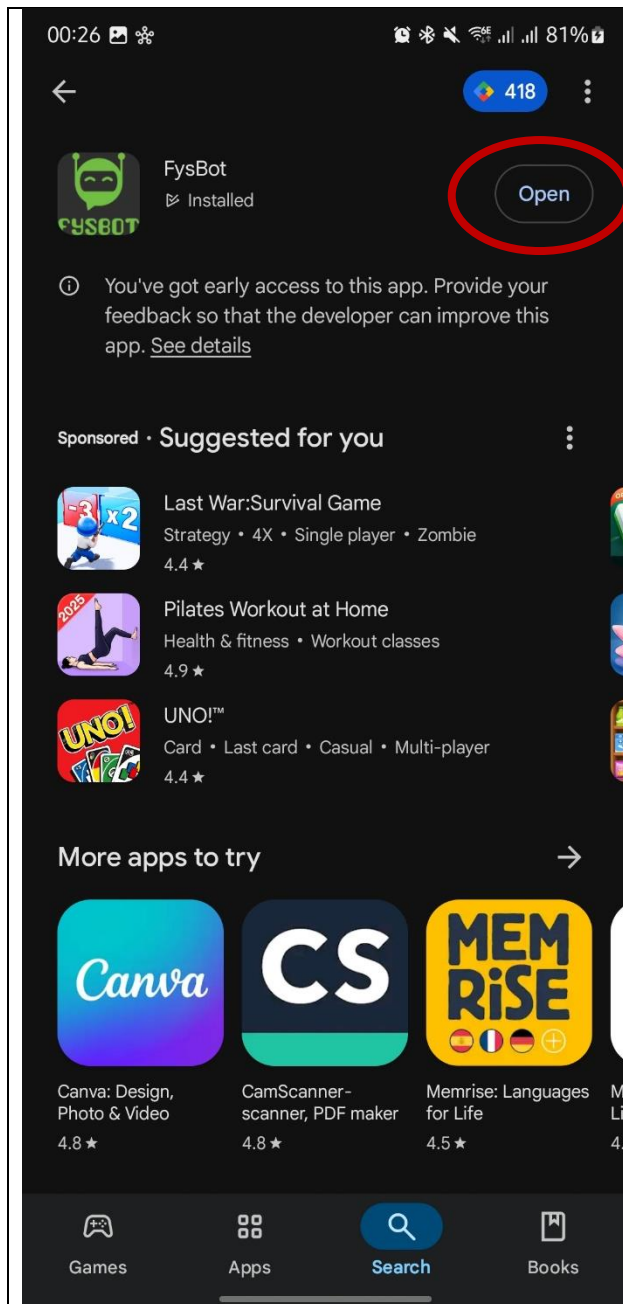 00:26
81%
418
FysBot
Installed
Open
FYSBOT
You've got early access to this app. Provide your
feedback so that the developer can improve this
app. See details
Sponsored • Suggested for you
Last War:Survival Game
Strategy • 4X • Single player • Zombie
4.4★
-3 x2
Pilates Workout at Home
Health & fitness • Workout classes
4.9★
2025
UNO!™
Card • Last card • Casual • Multi-player
4.4★
UNO!
More apps to try
Canva
CS
MEM
RiSE
Canva: Design,
Photo & Video
4.8★
CamScanner-
scanner, PDF maker
4.8★
Memrise: Languages
for Life
4.5★
Games
Apps
Search
Books